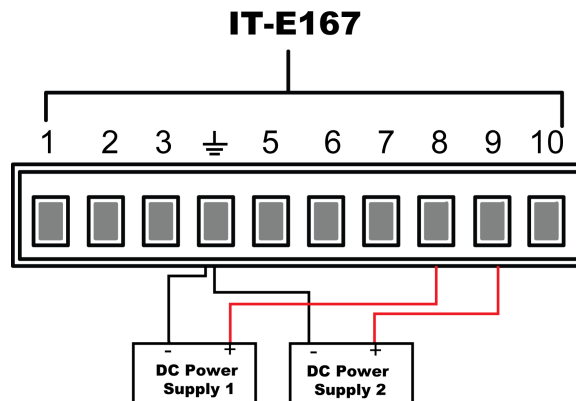 IT-E167
1 2 3 5 6 7 8 9 10
- + - +
DC Power
Supply 1
DC Power
Supply 2